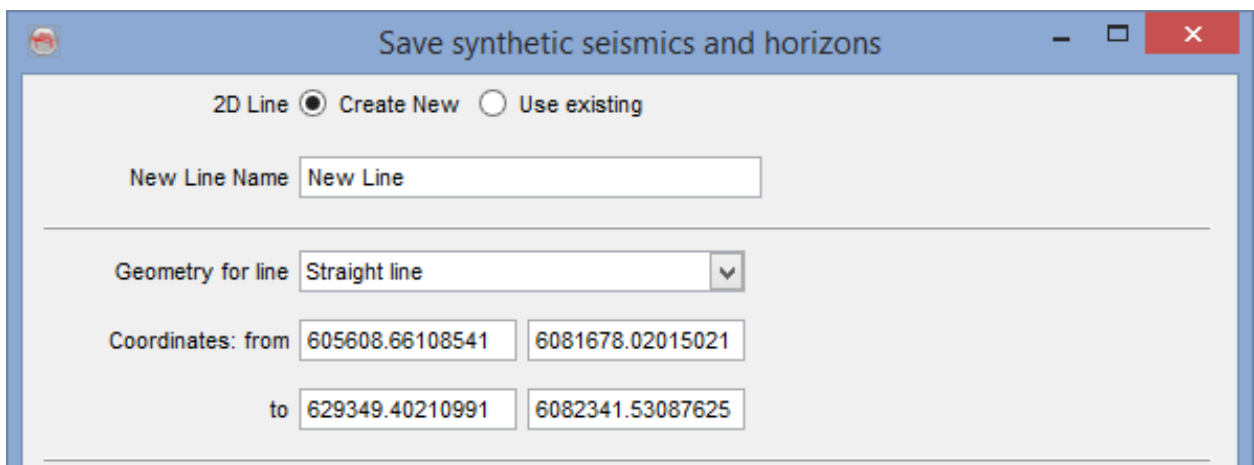 Save synthetic seismics and horizons
2D Line Create New Use existing
New Line Name New Line
Geometry for line Straight line
Coordinates: from 605608.66108541 6081678.02015021
to 629349.40210991 6082341.53087625